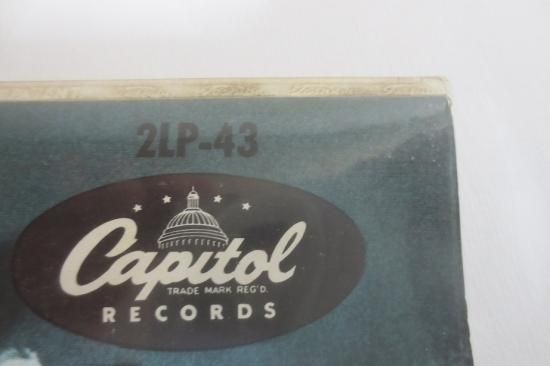 2LP-43
Capitol
TRADE MARK REG'D.
RECORDS